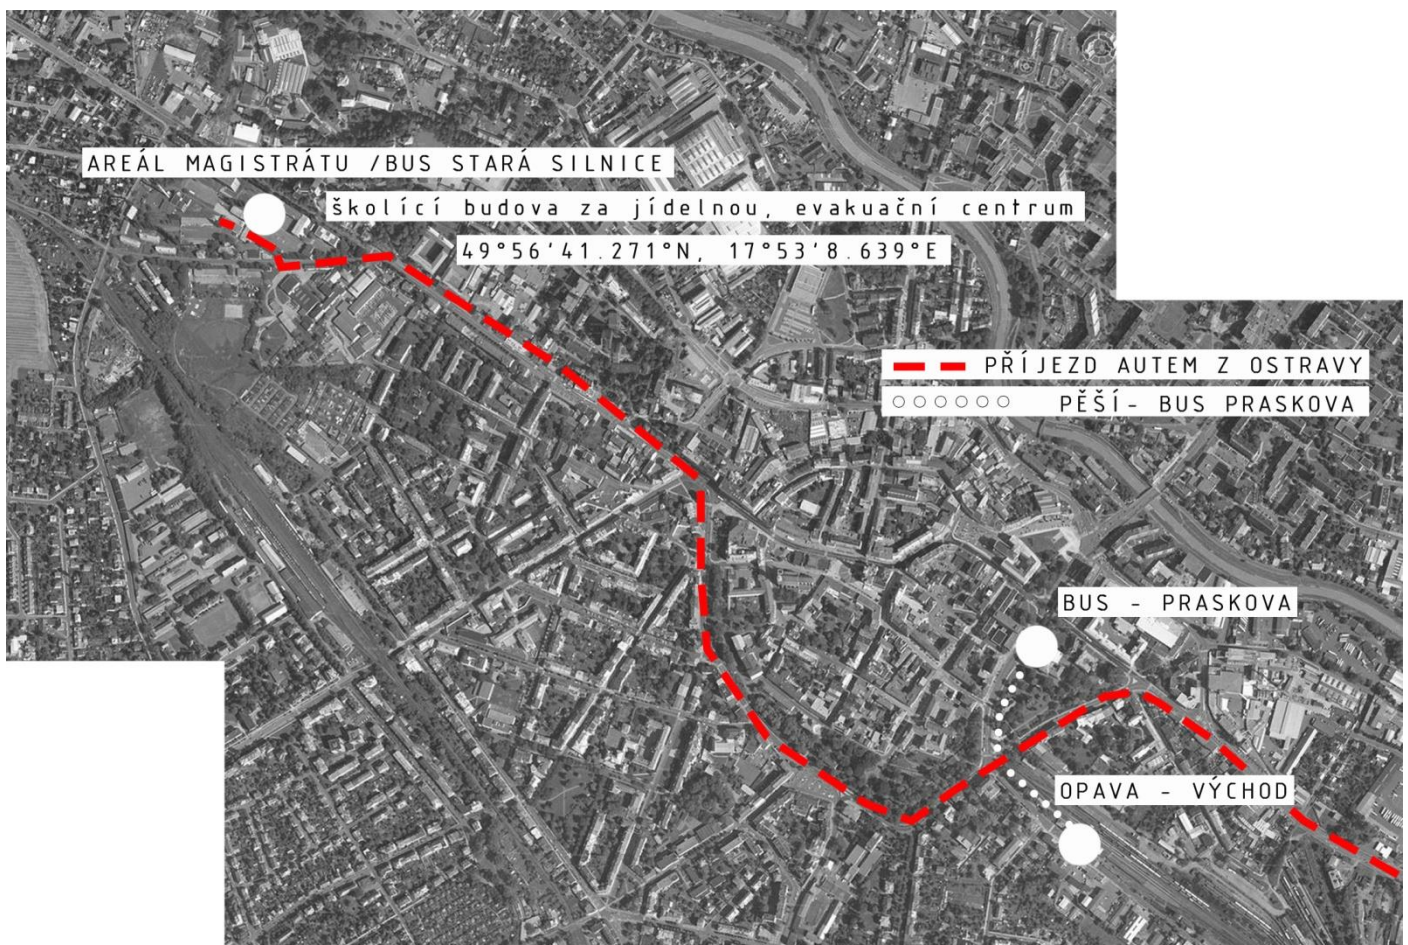 AREÁL MAGISTRÁTU /BUS STARÁ SILNICE
školící budova za jídelnou, evakuační centrum
49°56'41.271°N, 17°53'8.639°E
PŘÍJEZD AUTEM Z OSTRAVY
PĚŠÍ- BUS PRASKOVA
BUS - PRASKOVA
OPAVA - VÝCHOD